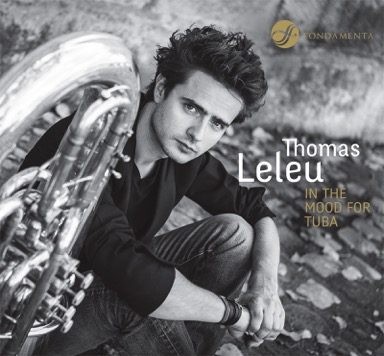 FONDAMENTA
Thomas
Leleu
IN THE
MOOD FOR
TUBA